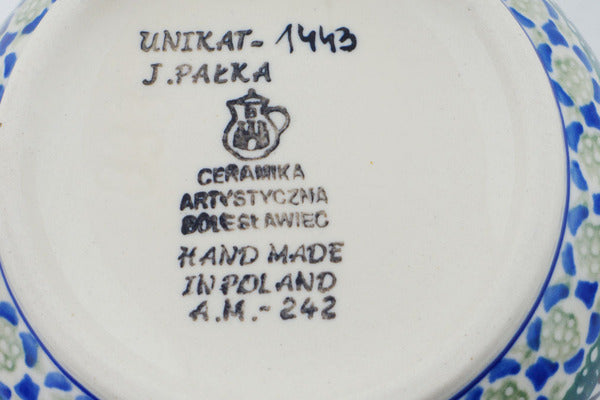 UNIKAT- 1443
J. PAŁKA
CERAMIKA
ARTYSTYCZNA
BOLESŁAWIEC
HAND MADE
IN POLAND
A.M.- 242